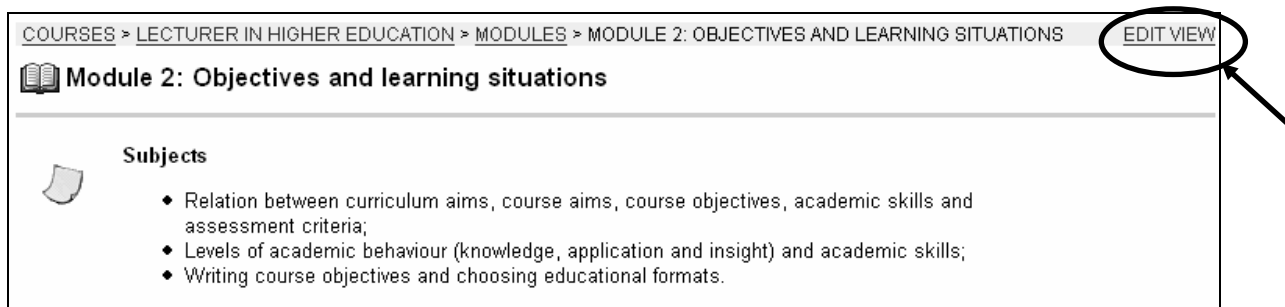 COURSES > LECTURER IN HIGHER EDUCATION > MODULES > MODULE 2: OBJECTIVES AND LEARNING SITUATIONS EDIT VIEW
Module 2: Objectives and learning situations
Subjects
• Relation between curriculum aims, course aims, course objectives, academic skills and
assessment criteria;
• Levels of academic behaviour (knowledge, application and insight) and academic skills;
• Writing course objectives and choosing educational formats.